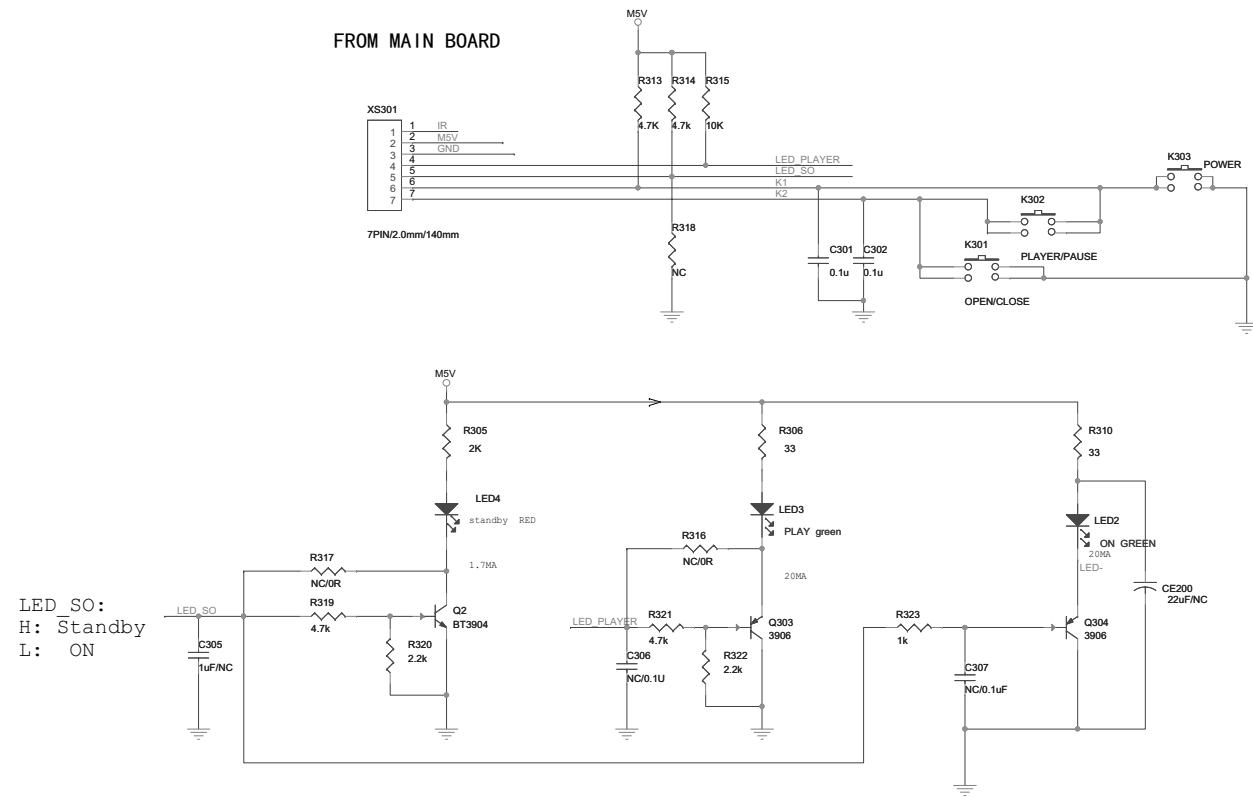 M5V
FROM MAIN BOARD
R313
R314
R315
4.7K
4.7k
10K
XS301
1 1 IR
2 2 M5V
3 3 GND
4 4 LED_PLAYER
5 5 LED_SO
6 6 K1
7 7 K2
7PIN/2.0mm/140mm
K303
POWER
K302
PLAYER/PAUSE
K301
OPEN/CLOSE
R318
NC
C301
0.1u
C302
0.1u
M5V
R305
2K
R306
33
R310
33
LED4
standby RED
1.7MA
LED3
PLAY green
20MA
LED2
ON GREEN
20MA
LED-
CE200
22uF/NC
R317
NC/0R
R316
NC/0R
LED_SO:
H: Standby
L: ON
LED_SO
R319
4.7k
Q2
BT3904
R320
2.2k
C305
1uF/NC
LED_PLAYER
R321
4.7k
Q303
3906
R322
2.2k
C306
NC/0.1U
R323
1k
Q304
3906
C307
NC/0.1uF